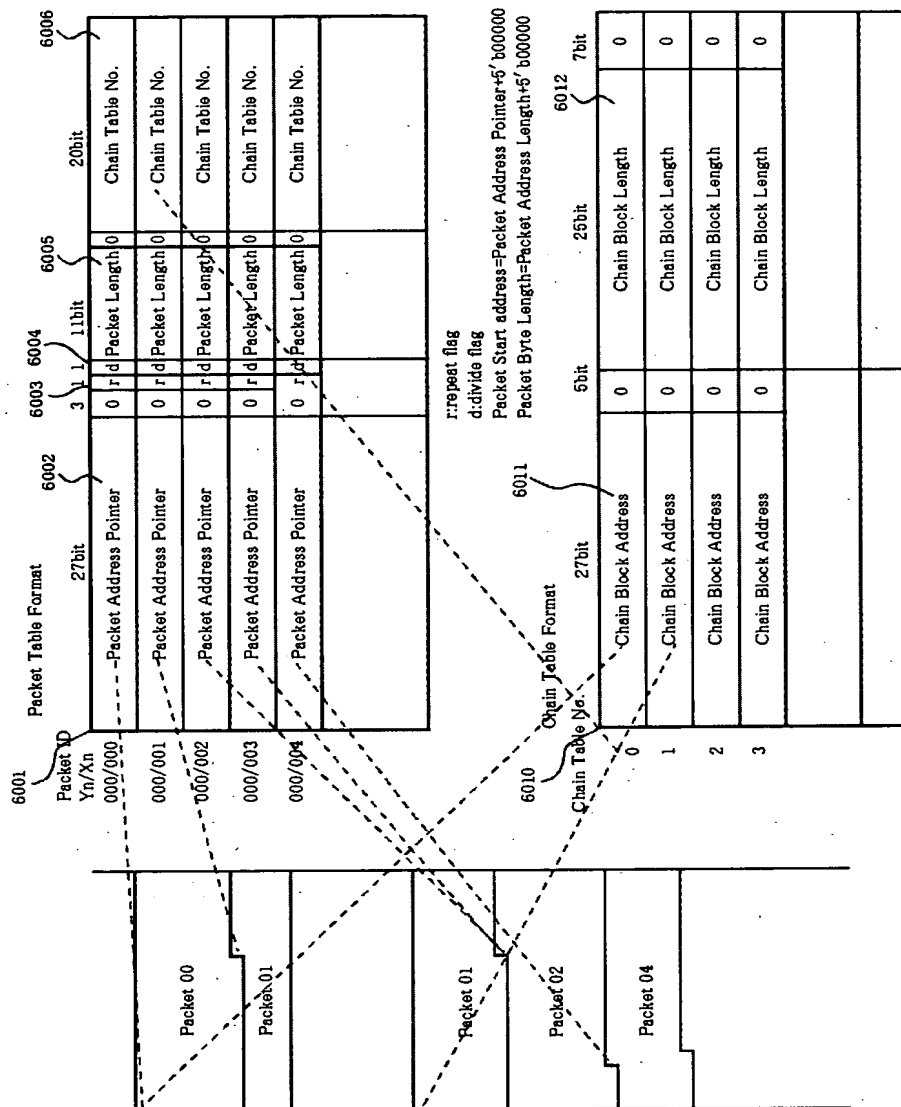 6001
6002
6003
6004
6005
6006
Packet Table Format
Packet ID
Yn/Xn
27bit
3
1
1
11bit
20bit
000/000
Packet Address Pointer
0
r
d
Packet Length
0
Chain Table No.
000/001
Packet Address Pointer
0
r
d
Packet Length
0
Chain Table No.
000/002
Packet Address Pointer
0
r
d
Packet Length
0
Chain Table No.
000/003
Packet Address Pointer
0
r
d
Packet Length
0
Chain Table No.
000/004
Packet Address Pointer
0
r
d
Packet Length
0
Chain Table No.
r:repeat flag
d:divide flag
Packet Start address=Packet Address Pointer+5' b00000
Packet Byte Length=Packet Address Length+5' b00000
6010
6011
6012
Chain Table Format
Chain Table No.
27bit
5bit
25bit
7bit
0
Chain Block Address
0
Chain Block Length
0
1
Chain Block Address
0
Chain Block Length
0
2
Chain Block Address
0
Chain Block Length
0
3
Chain Block Address
0
Chain Block Length
0
Packet 00
Packet 01
Packet 01
Packet 02
Packet 04